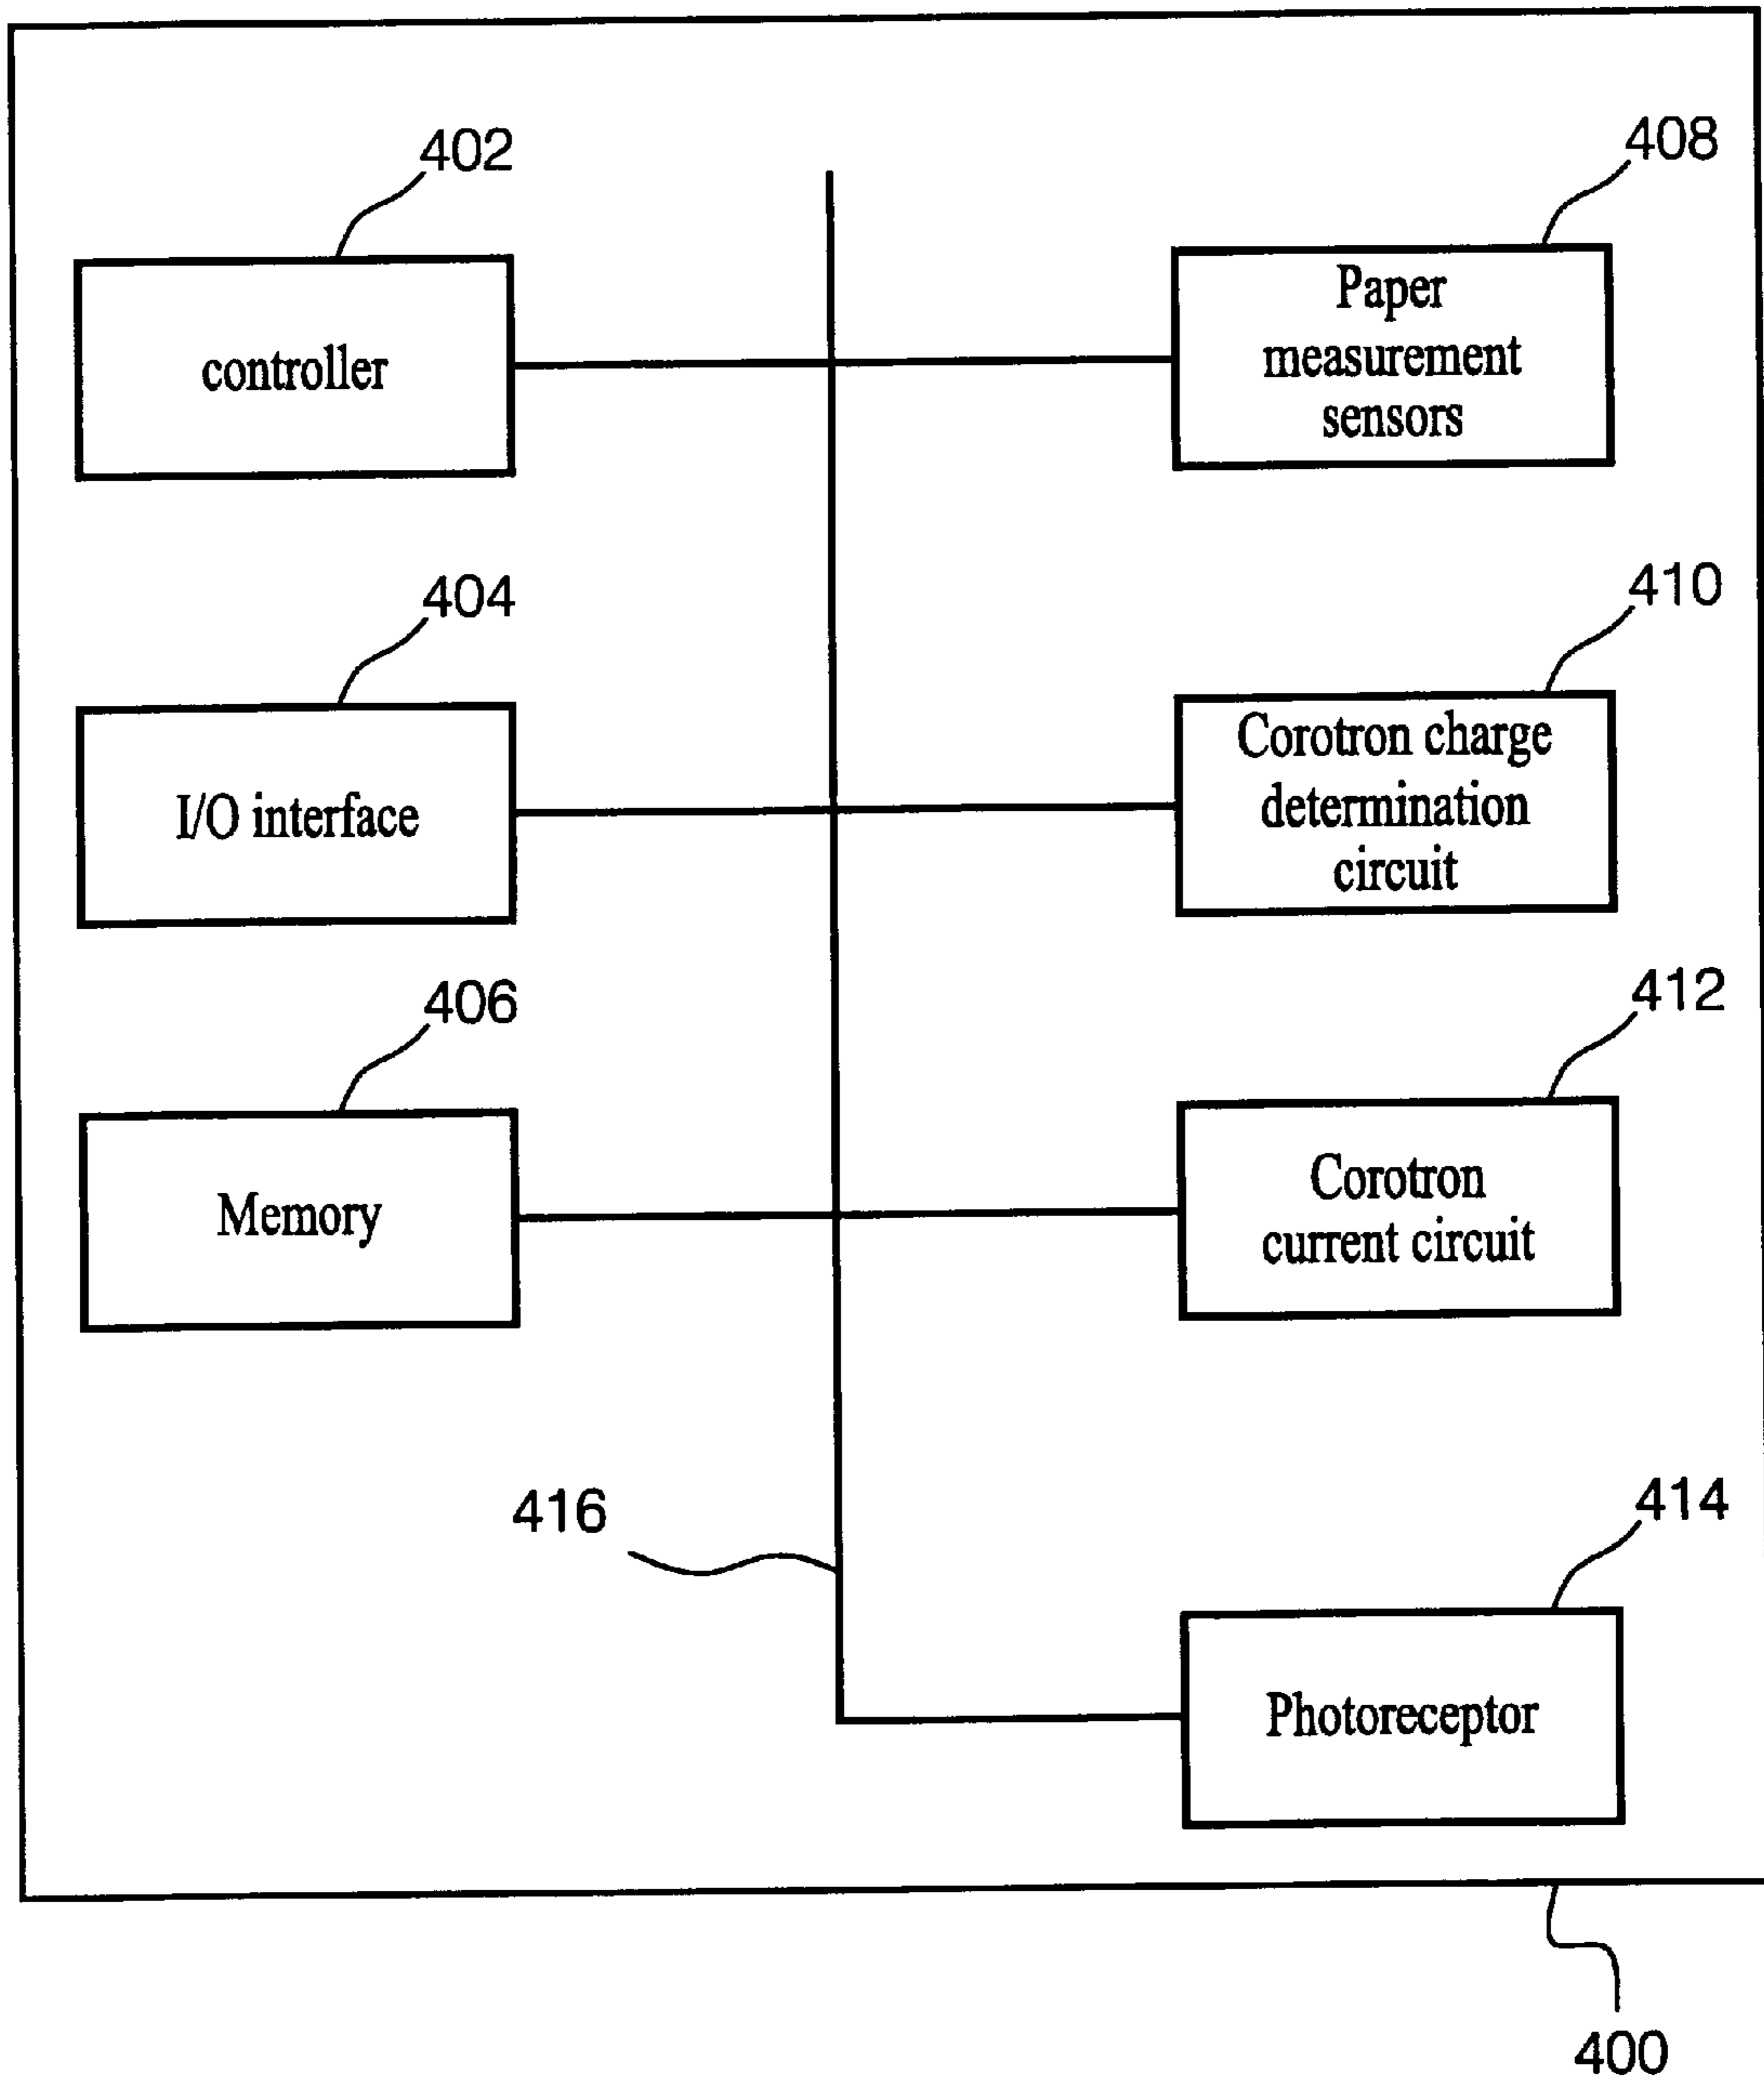 402
408
controller
Paper
measurement
sensors
404
410
I/O interface
Corotron charge
determination
circuit
406
412
Memory
Corotron
current circuit
416
414
Photoreceptor
400